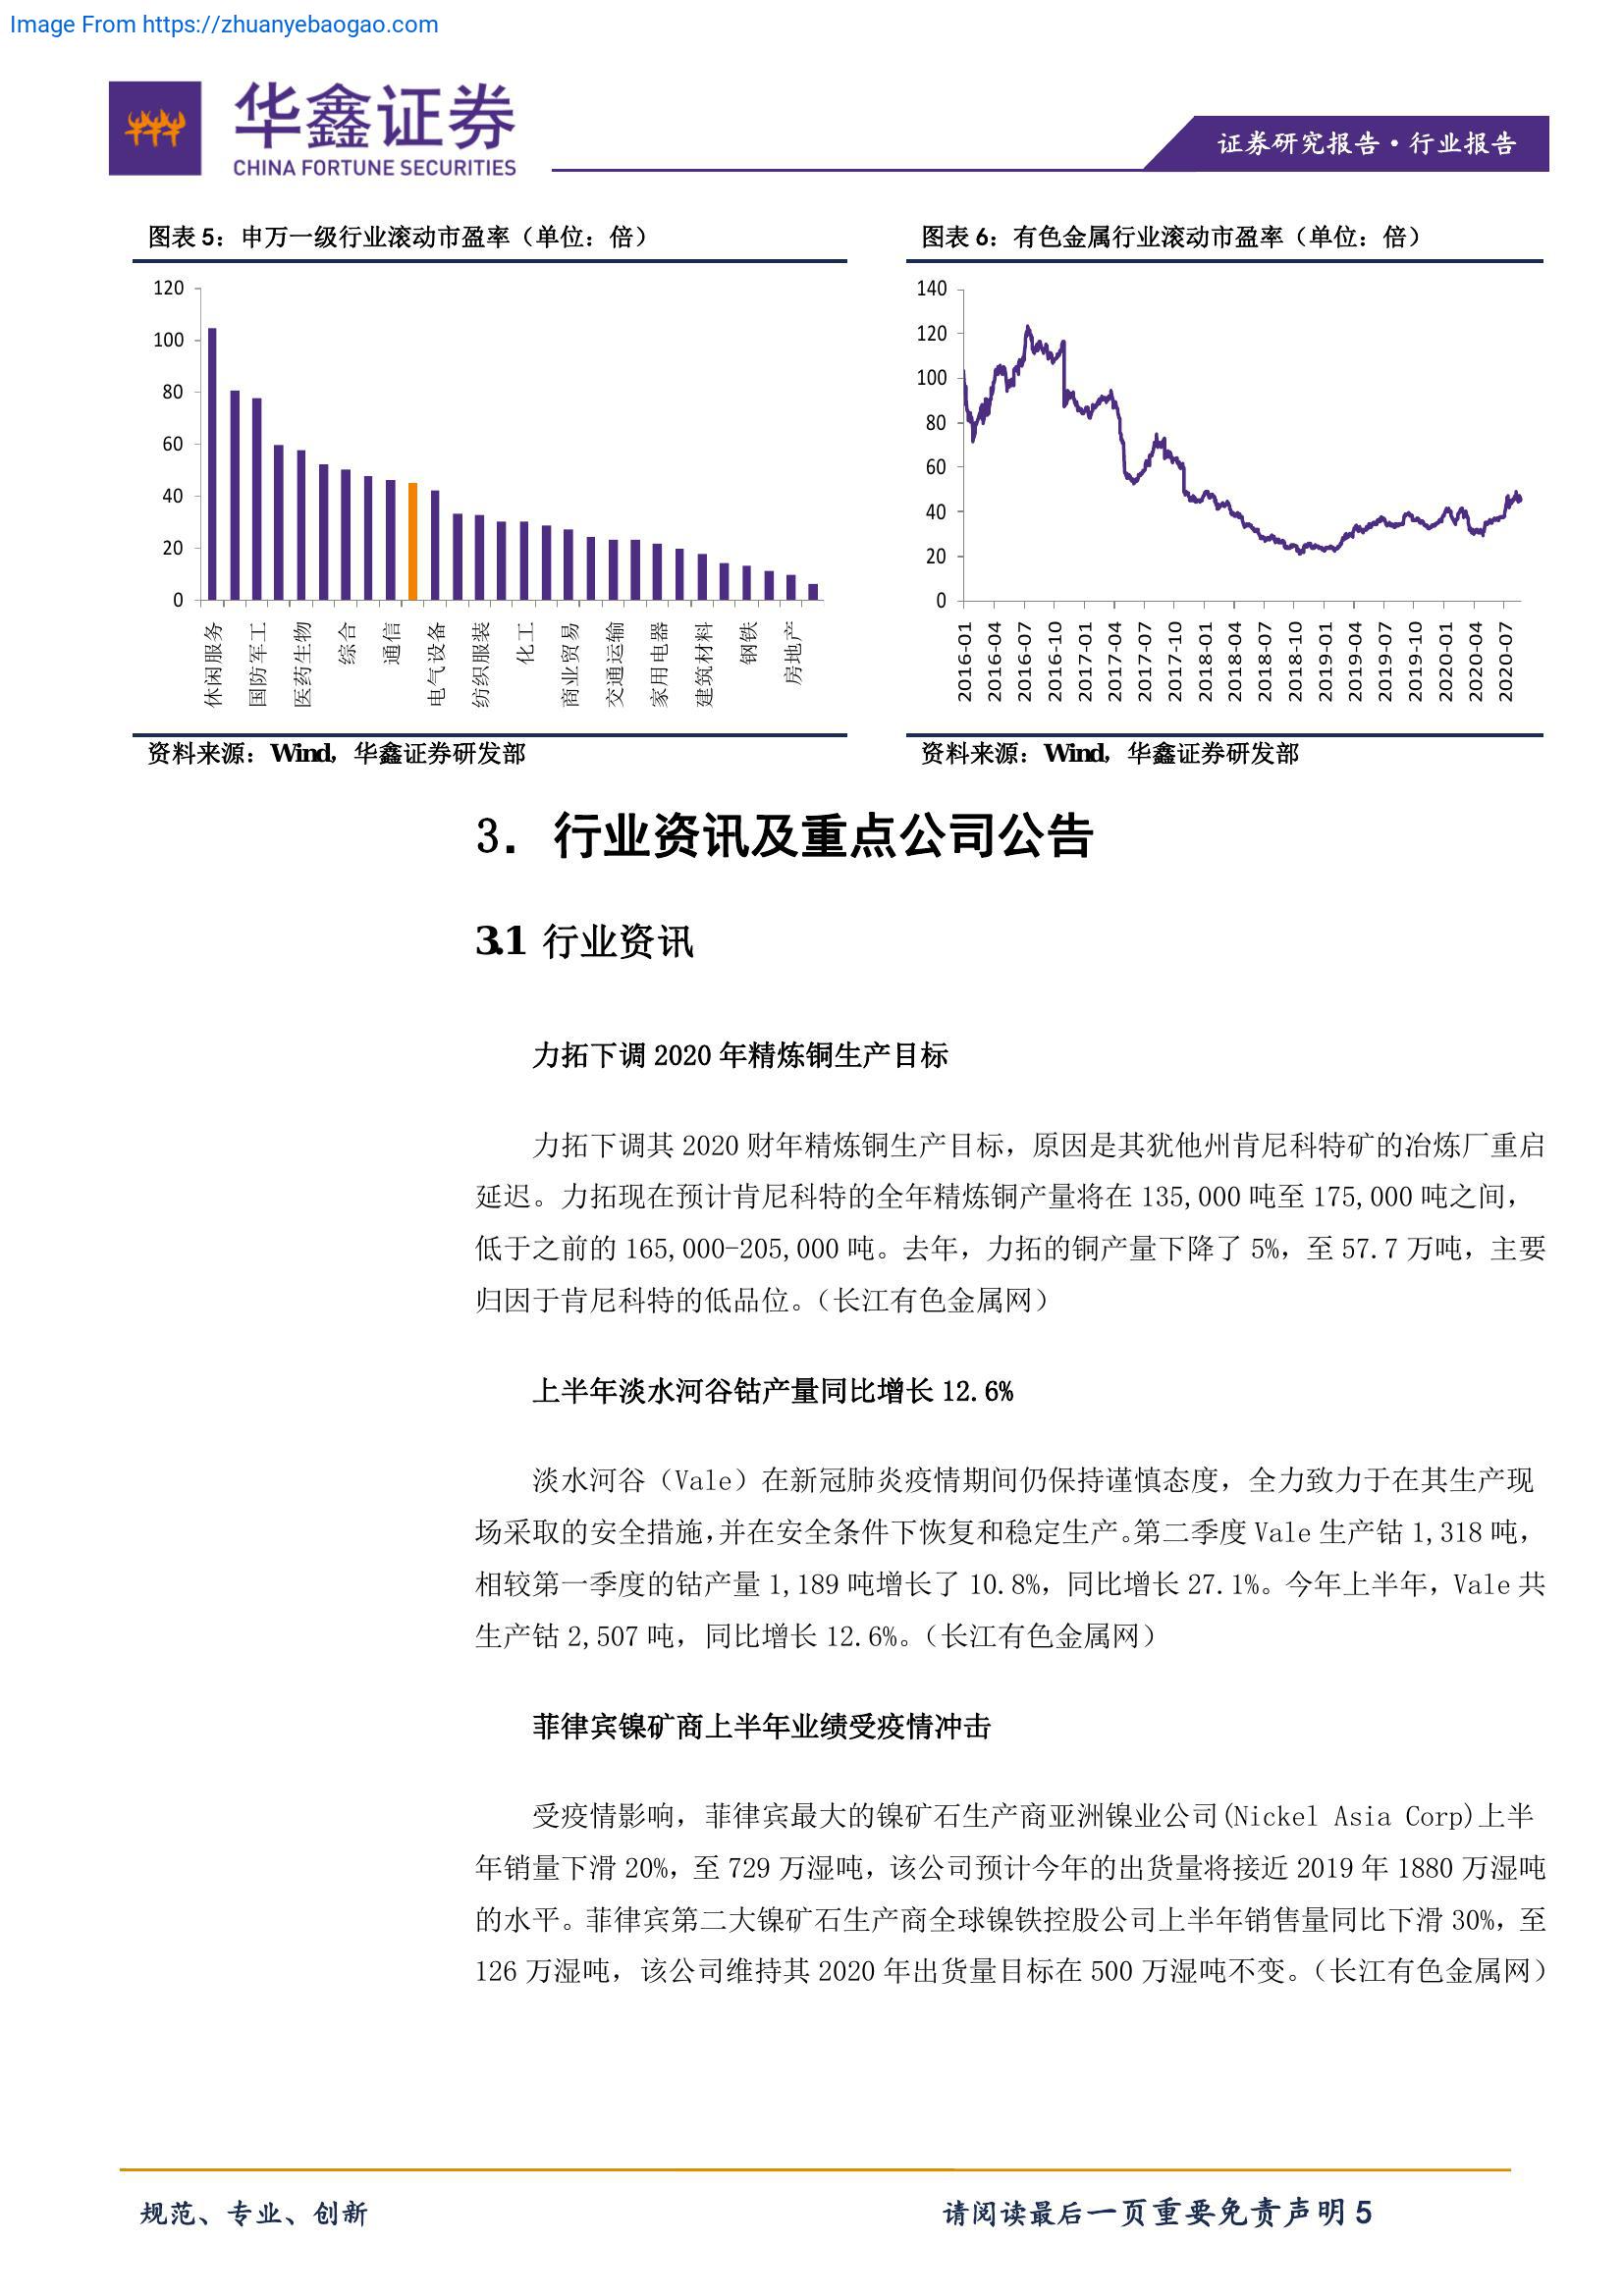 Image From https://zhuanyebaogao.com
华鑫证券
CHINA FORTUNE SECURITIES
证券研究报告·行业报告
图表 5：申万一级行业滚动市盈率（单位：倍）
120
100
80
60
40
20
0
休闲服务
国防军工
医药生物
综合
通信
电气设备
纺织服装
化工
商业贸易
交通运输
家用电器
建筑材料
钢铁
房地产
资料来源：Wind，华鑫证券研发部
图表 6：有色金属行业滚动市盈率（单位：倍）
140
120
100
80
60
40
20
0
2016-01
2016-04
2016-07
2016-10
2017-01
2017-04
2017-07
2017-10
2018-01
2018-04
2018-07
2018-10
2019-01
2019-04
2019-07
2019-10
2020-01
2020-04
2020-07
资料来源：Wind，华鑫证券研发部
3. 行业资讯及重点公司公告
3.1 行业资讯
力拓下调 2020 年精炼铜生产目标
力拓下调其 2020 财年精炼铜生产目标，原因是其犹他州肯尼科特矿的冶炼厂重启
延迟。力拓现在预计肯尼科特的全年精炼铜产量将在 135,000 吨至 175,000 吨之间，
低于之前的 165,000-205,000 吨。去年，力拓的铜产量下降了 5%，至 57.7 万吨，主要
归因于肯尼科特的低品位。（长江有色金属网）
上半年淡水河谷钴产量同比增长 12.6%
淡水河谷（Vale）在新冠肺炎疫情期间仍保持谨慎态度，全力致力于在其生产现
场采取的安全措施，并在安全条件下恢复和稳定生产。第二季度 Vale 生产钴 1,318 吨，
相较第一季度的钴产量 1,189 吨增长了 10.8%，同比增长 27.1%。今年上半年，Vale 共
生产钴 2,507 吨，同比增长 12.6%。（长江有色金属网）
菲律宾镍矿商上半年业绩受疫情冲击
受疫情影响，菲律宾最大的镍矿石生产商亚洲镍业公司(Nickel Asia Corp)上半
年销量下滑 20%，至 729 万湿吨，该公司预计今年的出货量将接近 2019 年 1880 万湿吨
的水平。菲律宾第二大镍矿石生产商全球镍铁控股公司上半年销售量同比下滑 30%，至
126 万湿吨，该公司维持其 2020 年出货量目标在 500 万湿吨不变。（长江有色金属网）
规范、专业、创新
请阅读最后一页重要免责声明 5